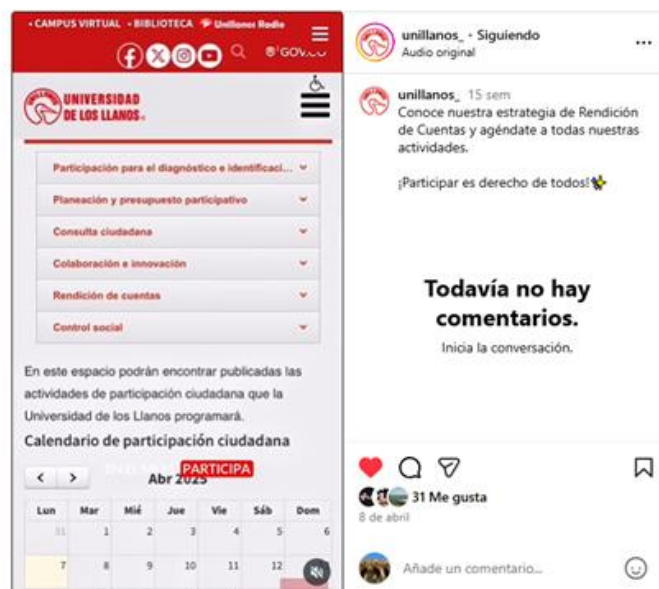 • CAMPUS VIRTUAL • BIBLIOTECA Unillanos Radio
GOV.CO
UNIVERSIDAD
DE LOS LLANOS
Participación para el diagnóstico e identificaci...
Planeación y presupuesto participativo
Consulta ciudadana
Colaboración e innovación
Rendición de cuentas
Control social
En este espacio podrán encontrar publicadas las
actividades de participación ciudadana que la
Universidad de los Llanos programará.
Calendario de participación ciudadana
PARTICIPA
< > Abr 2025
Lun Mar Mié Jue Vie Sáb Dom
31 1 2 3 4 5 6
7 8 9 10 11 12
unillanos_ • Siguiendo
Audio original
unillanos_ 15 sem
Conoce nuestra estrategia de Rendición
de Cuentas y agéndate a todas nuestras
actividades.
¡Participar es derecho de todos!
Todavía no hay
comentarios.
Inicia la conversación.
31 Me gusta
8 de abril
Añade un comentario...